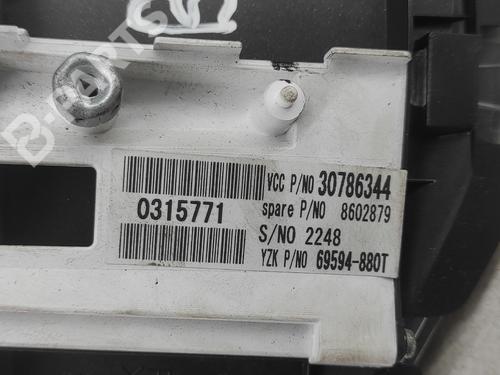 B-PARTS
VCC P/NO 30786344
0315771
spare P/NO 8602879
S/NO 2248
YZK P/NO 69594-880T